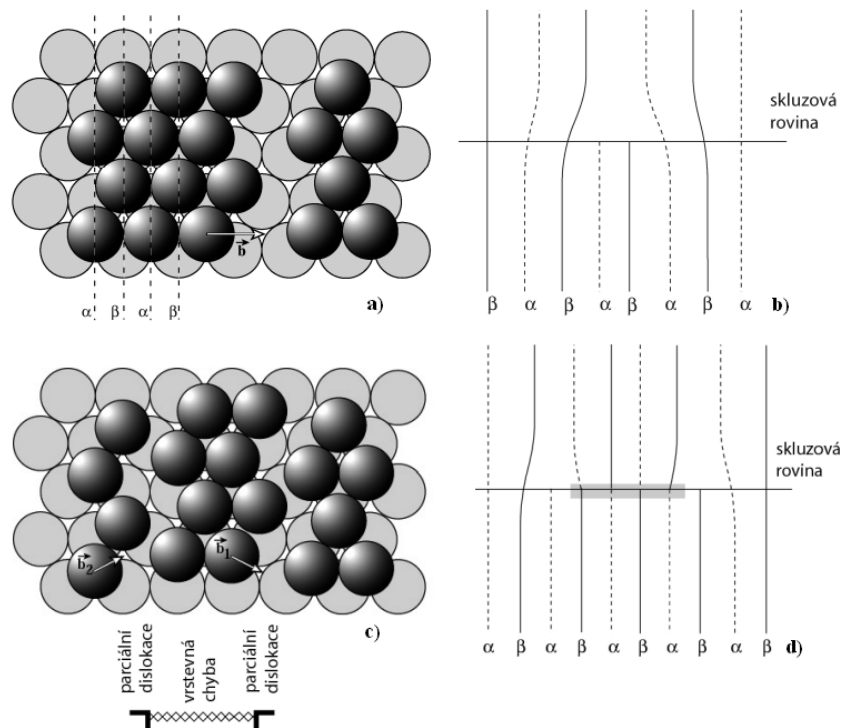 b
α β α β
a)
skluzová
rovina
β α β α β α β α
b)
b2
b1
c)
parciální
dislokace
vrstevná
chyba
parciální
dislokace
skluzová
rovina
α β α β α β α β α β
d)